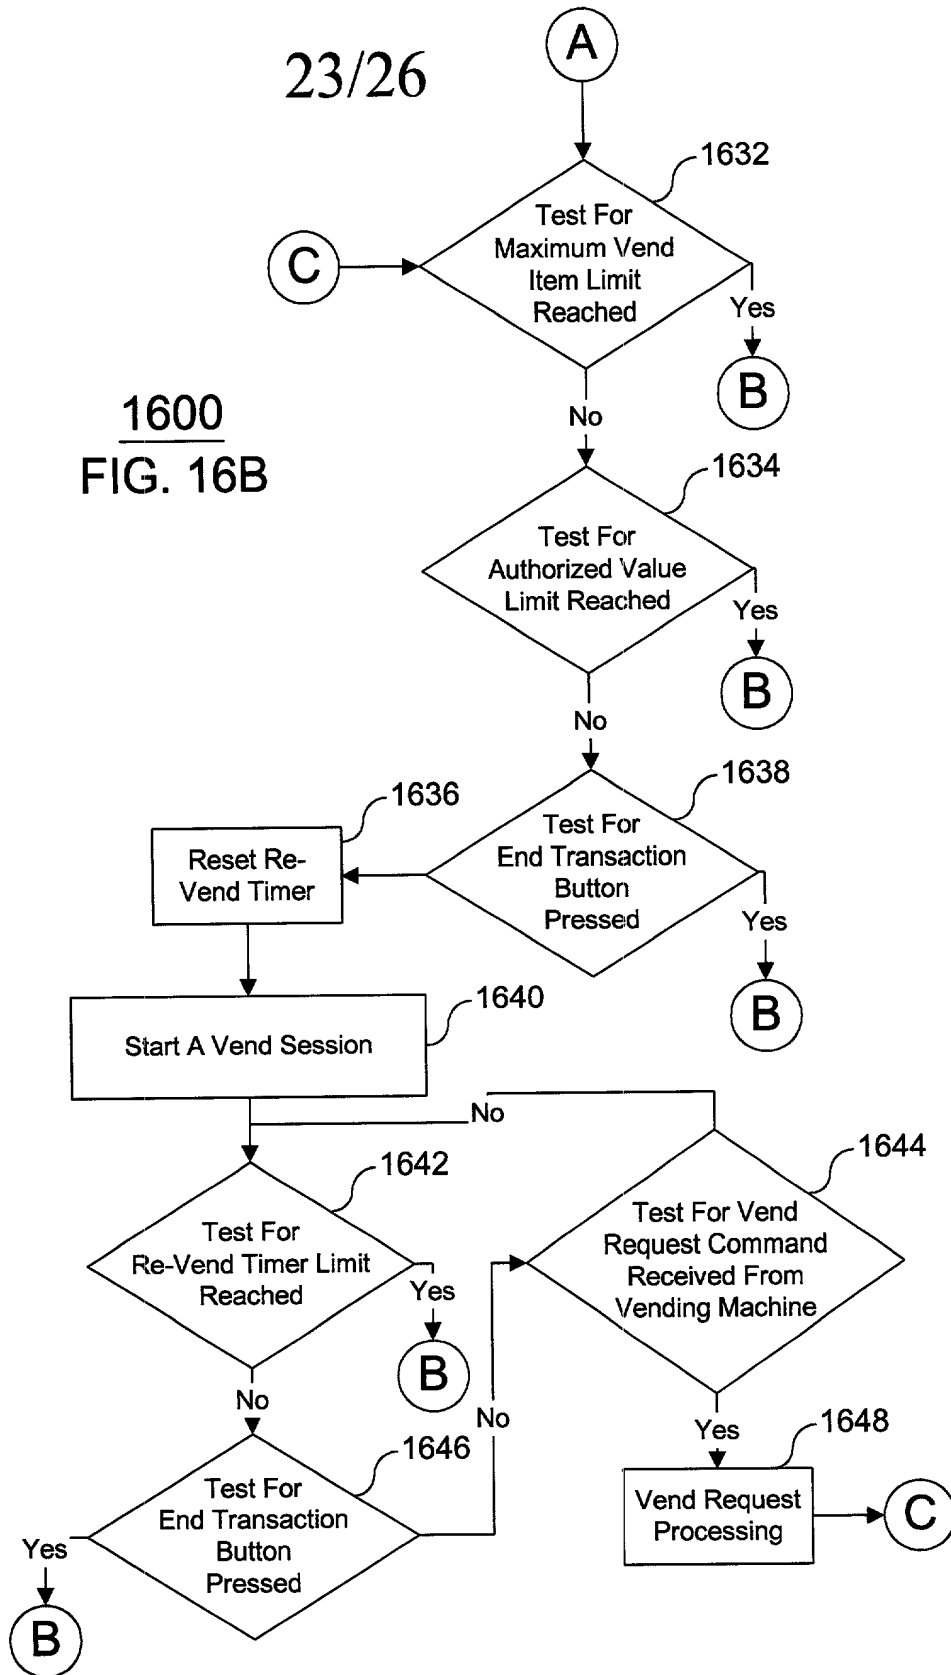 23/26
A
1632
Test For
Maximum Vend
Item Limit
Reached
C
Yes
B
No
1600
FIG. 16B
1634
Test For
Authorized Value
Limit Reached
Yes
B
No
1638
Test For
End Transaction
Button
Pressed
1636
Reset Re-
Vend Timer
Yes
B
1640
Start A Vend Session
No
1642
Test For
Re-Vend Timer Limit
Reached
Yes
B
No
1644
Test For Vend
Request Command
Received From
Vending Machine
No
Yes
1646
Test For
End Transaction
Button
Pressed
Yes
B
1648
Vend Request
Processing
C